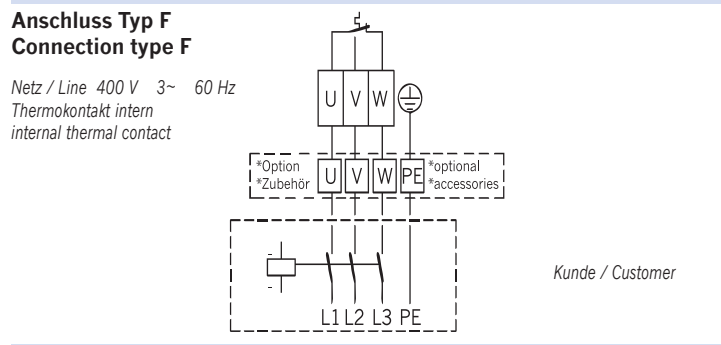 Anschluss Typ F
Connection type F
Netz / Line 400 V 3~ 60 Hz
Thermokontakt intern
internal thermal contact
U V W
*Option
*Zubehör
U V W PE
*optional
*accessories
L1 L2 L3 PE
Kunde / Customer